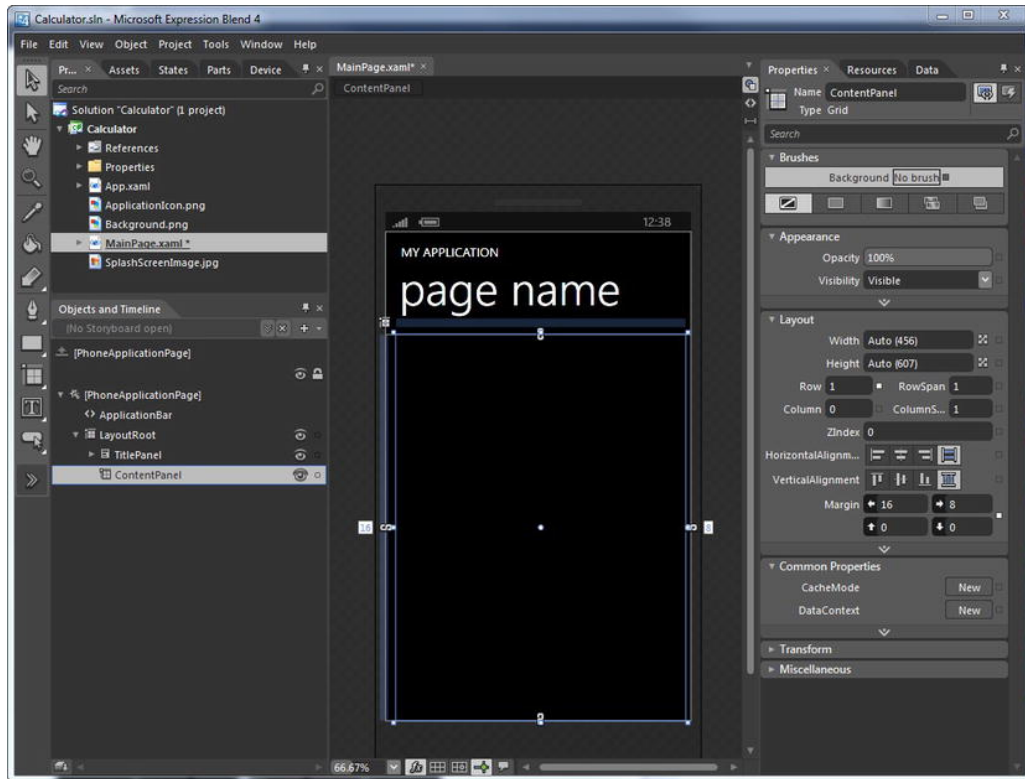 Calculator.sln - Microsoft Expression Blend 4
File Edit View Object Project Tools Window Help
Pr... × Assets States Parts Device
Search
Solution "Calculator" (1 project)
Calculator
References
Properties
App.xaml
ApplicationIcon.png
Background.png
MainPage.xaml *
SplashScreenImage.jpg
Objects and Timeline
(No Storyboard open)
[PhoneApplicationPage]
[PhoneApplicationPage]
ApplicationBar
LayoutRoot
TitlePanel
ContentPanel
MainPage.xaml* ×
ContentPanel
12:38
MY APPLICATION
page name
16
8
66.67%
Properties × Resources Data
Name ContentPanel
Type Grid
Search
Brushes
Background No brush
Appearance
Opacity 100%
Visibility Visible
Layout
Width Auto (456)
Height Auto (607)
Row 1 RowSpan 1
Column 0 ColumnS... 1
ZIndex 0
HorizontalAlignm...
VerticalAlignment
Margin 16 8
0 0
Common Properties
CacheMode New
DataContext New
Transform
Miscellaneous